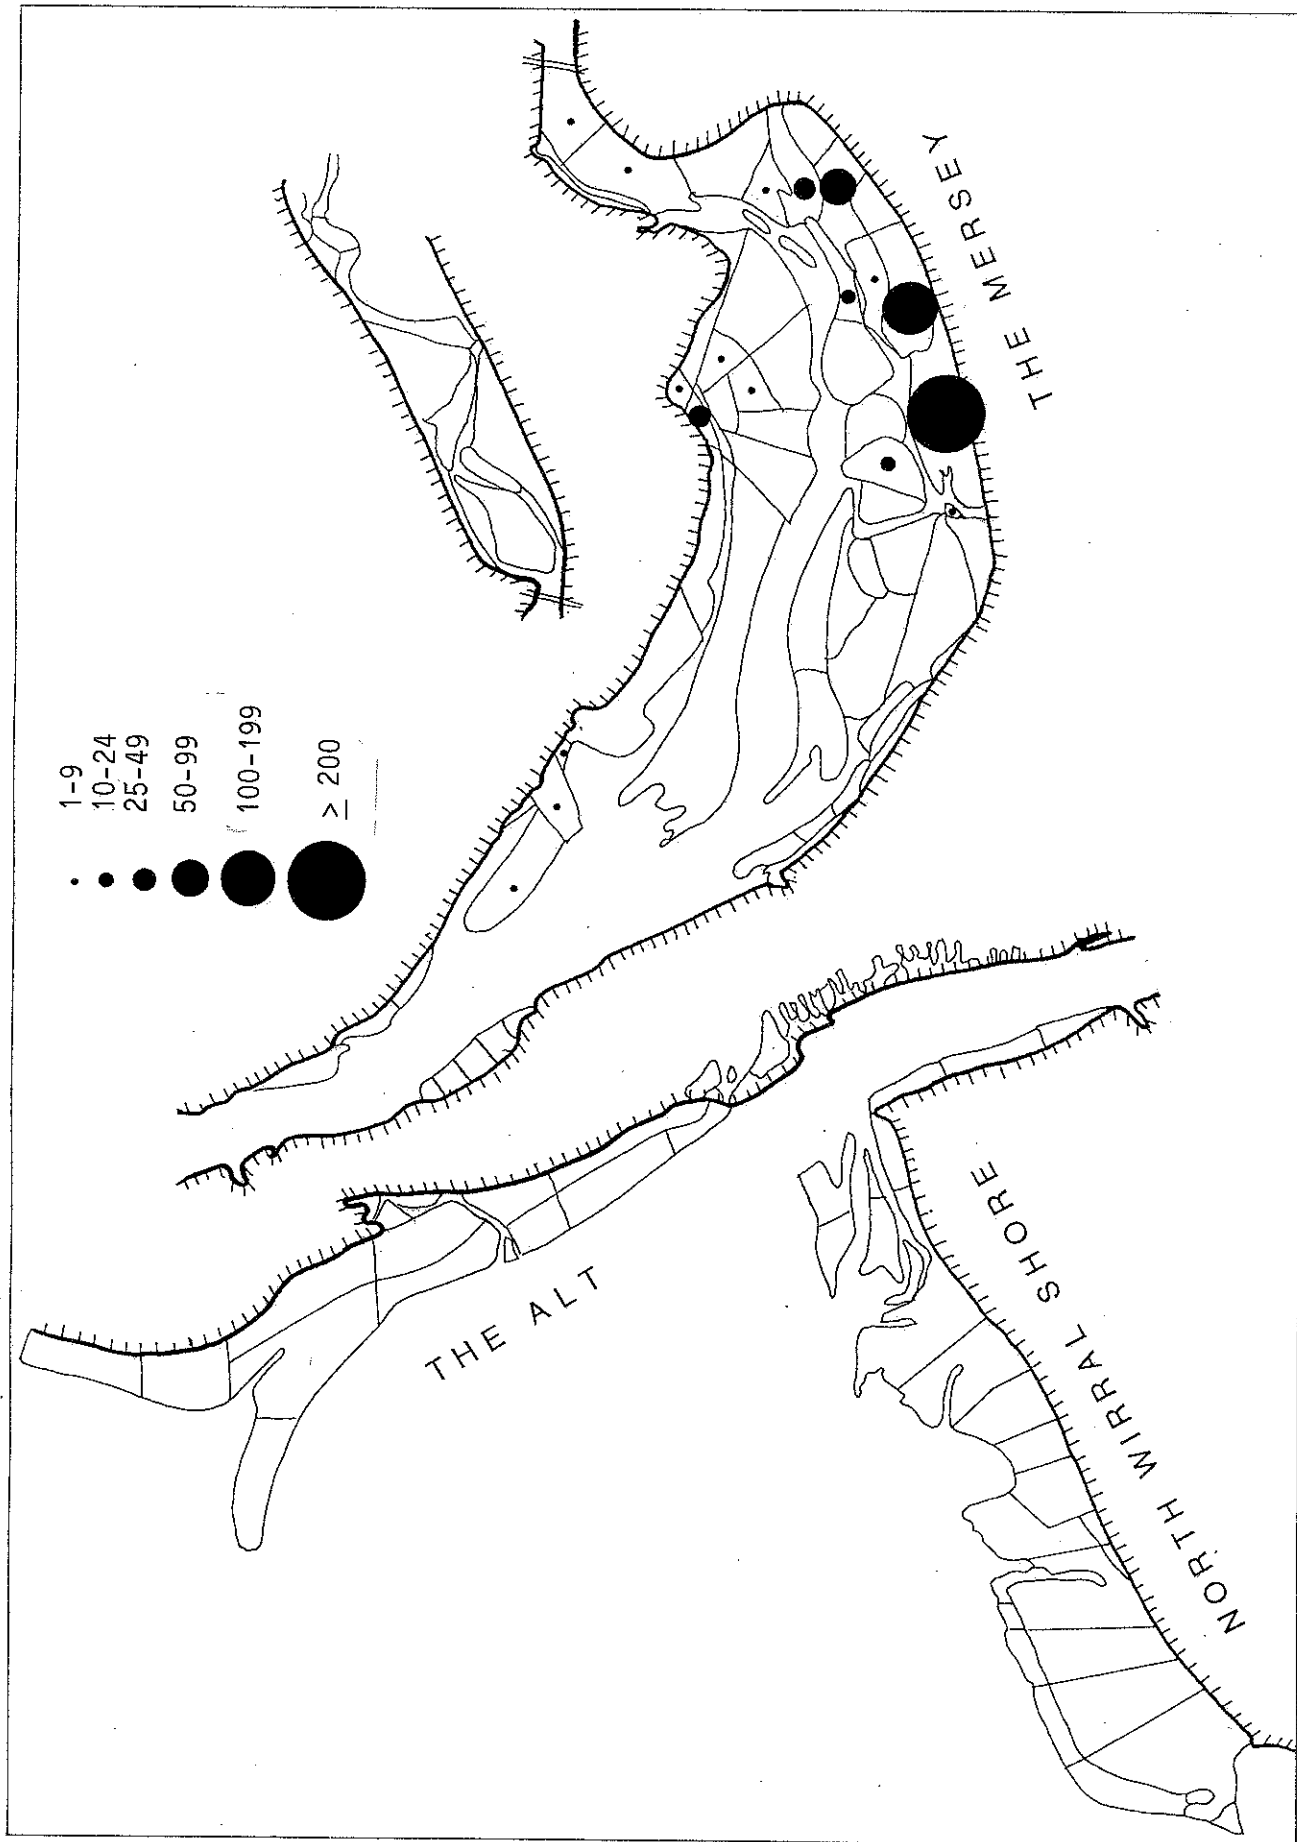 1-9
10-24
25-49
50-99
100-199
≥ 200
THE MERSEY
THE ALT
NORTH WIRRAL SHORE